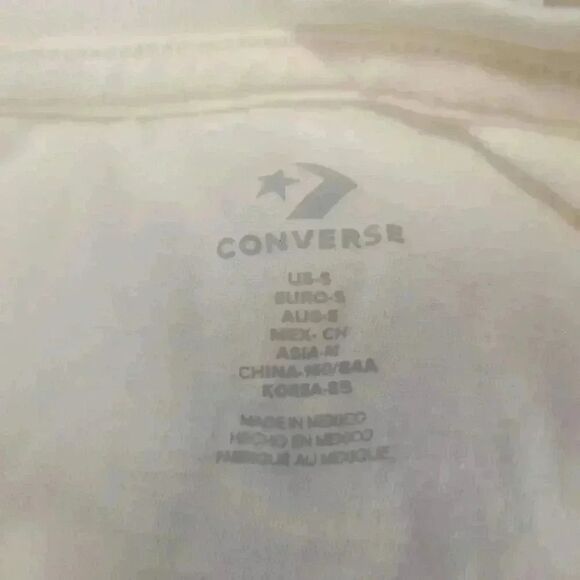 CONVERSE
US-S
EURO-S
AUS-S
MEX- CH
ASIA-M
CHINA-160/84A
KOREA-85
MADE IN MEXICO
HECHO EN MEXICO
FABRIQUE AU MEXIQUE